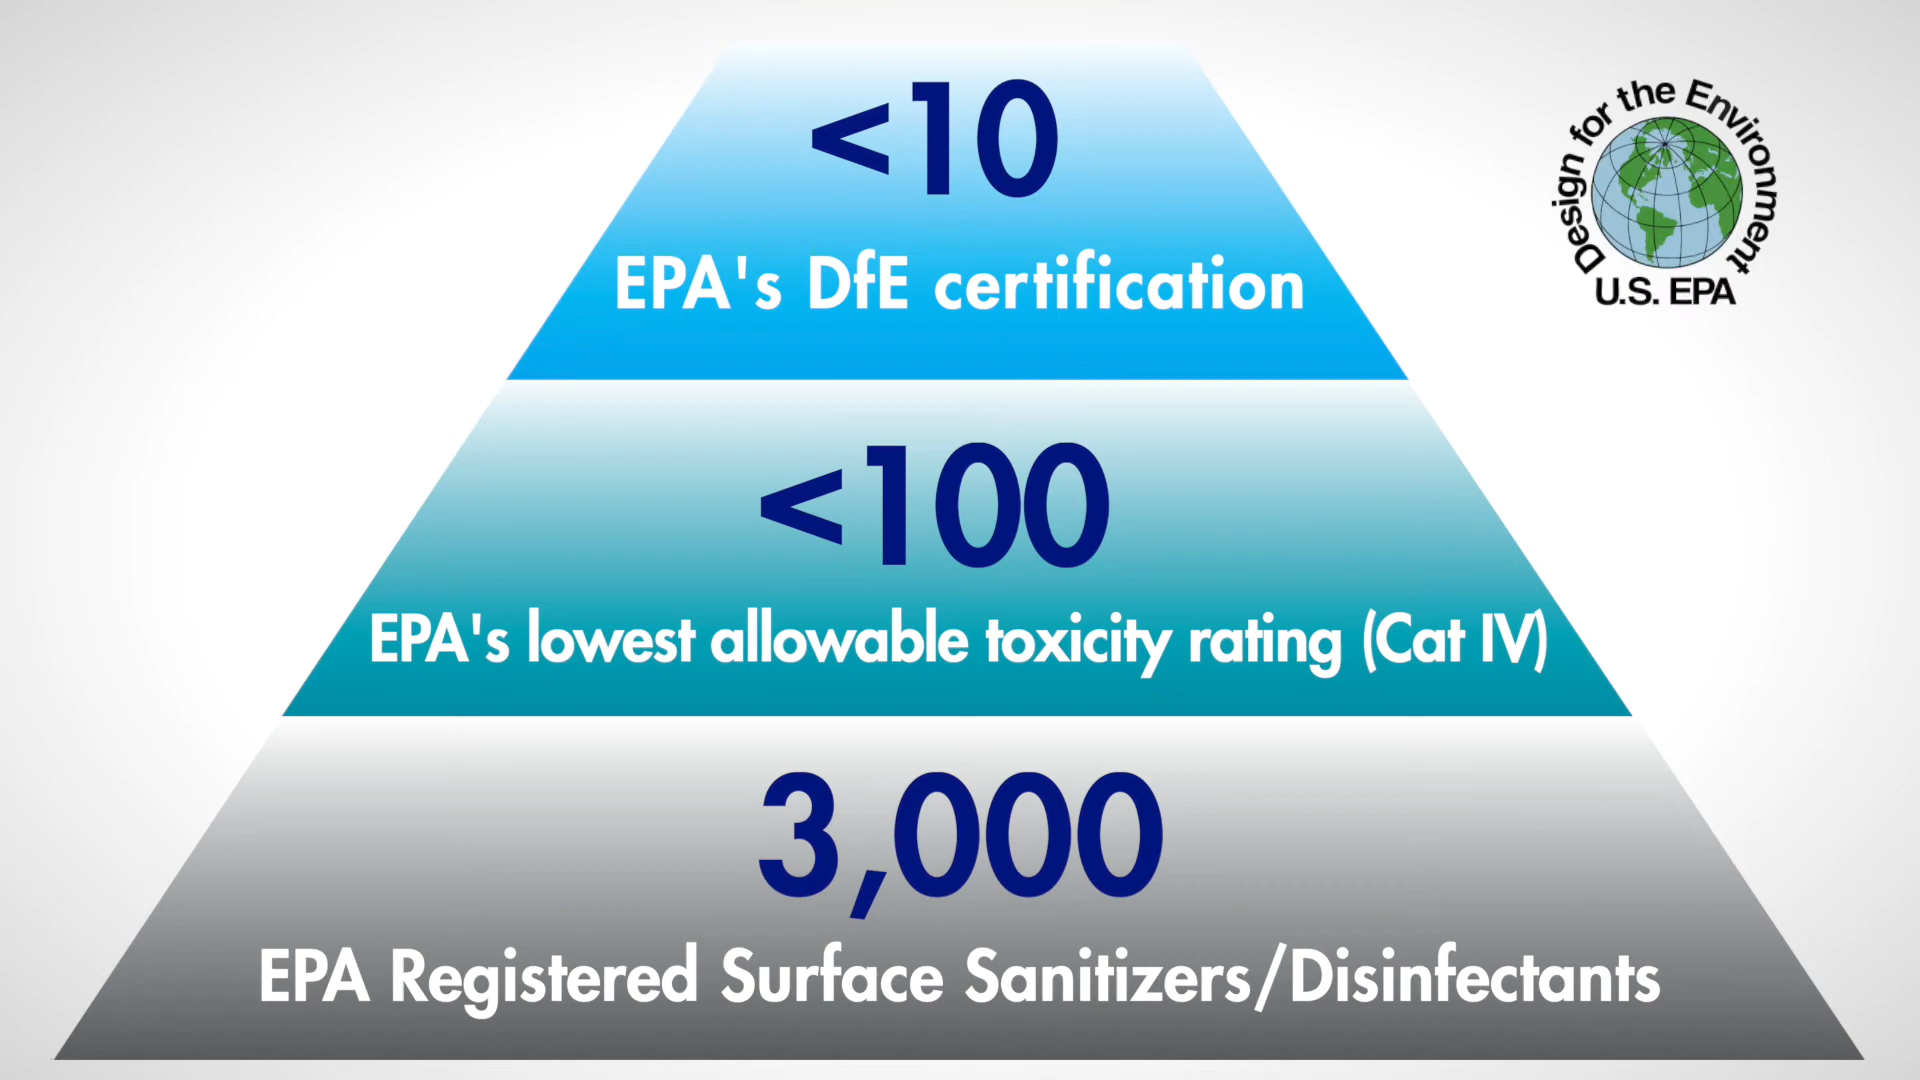 <10
EPA's DfE certification
Design for the Environment
U.S. EPA
<100
EPA's lowest allowable toxicity rating (Cat IV)
3,000
EPA Registered Surface Sanitizers/Disinfectants